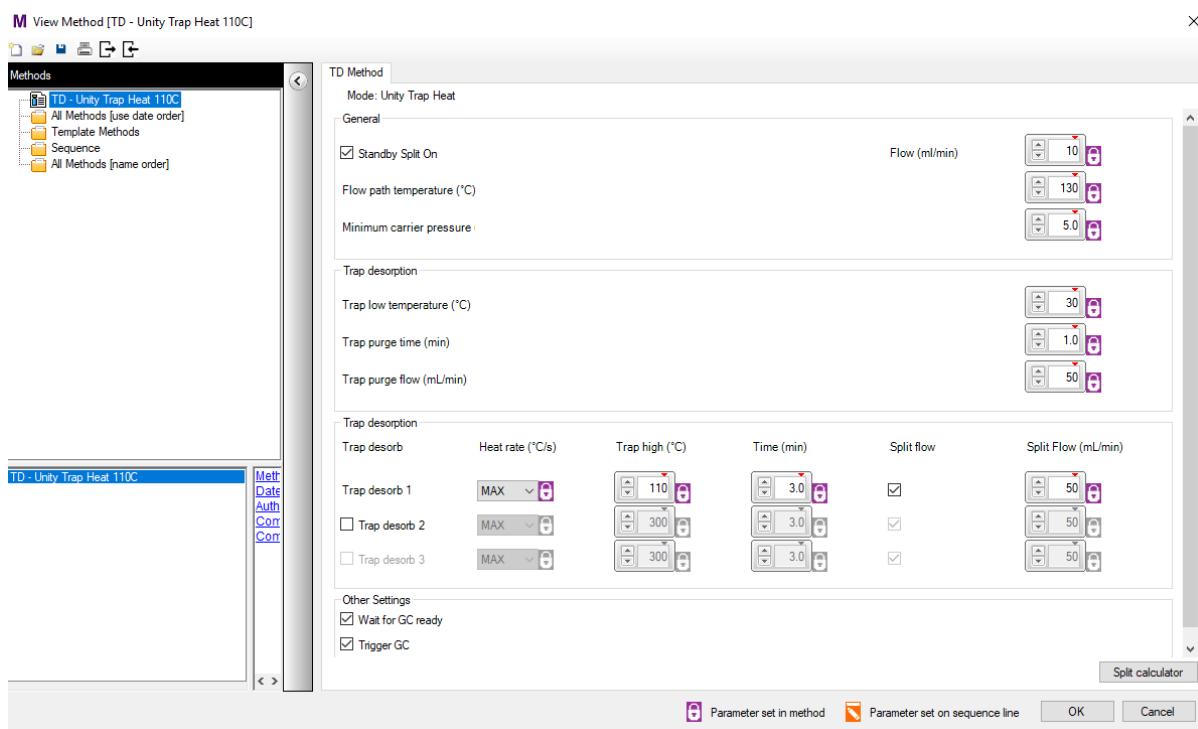 M View Method [TD - Unity Trap Heat 110C]
Methods
TD - Unity Trap Heat 110C
All Methods [use date order]
Template Methods
Sequence
All Methods [name order]
TD - Unity Trap Heat 110C
Meth
Date
Auth
Com
Com
TD Method
Mode: Unity Trap Heat
General
Standby Split On Flow (ml/min) 10
Flow path temperature (°C) 130
Minimum carrier pressure 5.0
Trap desorption
Trap low temperature (°C) 30
Trap purge time (min) 1.0
Trap purge flow (mL/min) 50
Trap desorption
Trap desorb Heat rate (°C/s) Trap high (°C) Time (min) Split flow Split Flow (mL/min)
Trap desorb 1 MAX 110 3.0 50
Trap desorb 2 MAX 300 3.0 50
Trap desorb 3 MAX 300 3.0 50
Other Settings
Wait for GC ready
Trigger GC
Split calculator
Parameter set in method Parameter set on sequence line OK Cancel